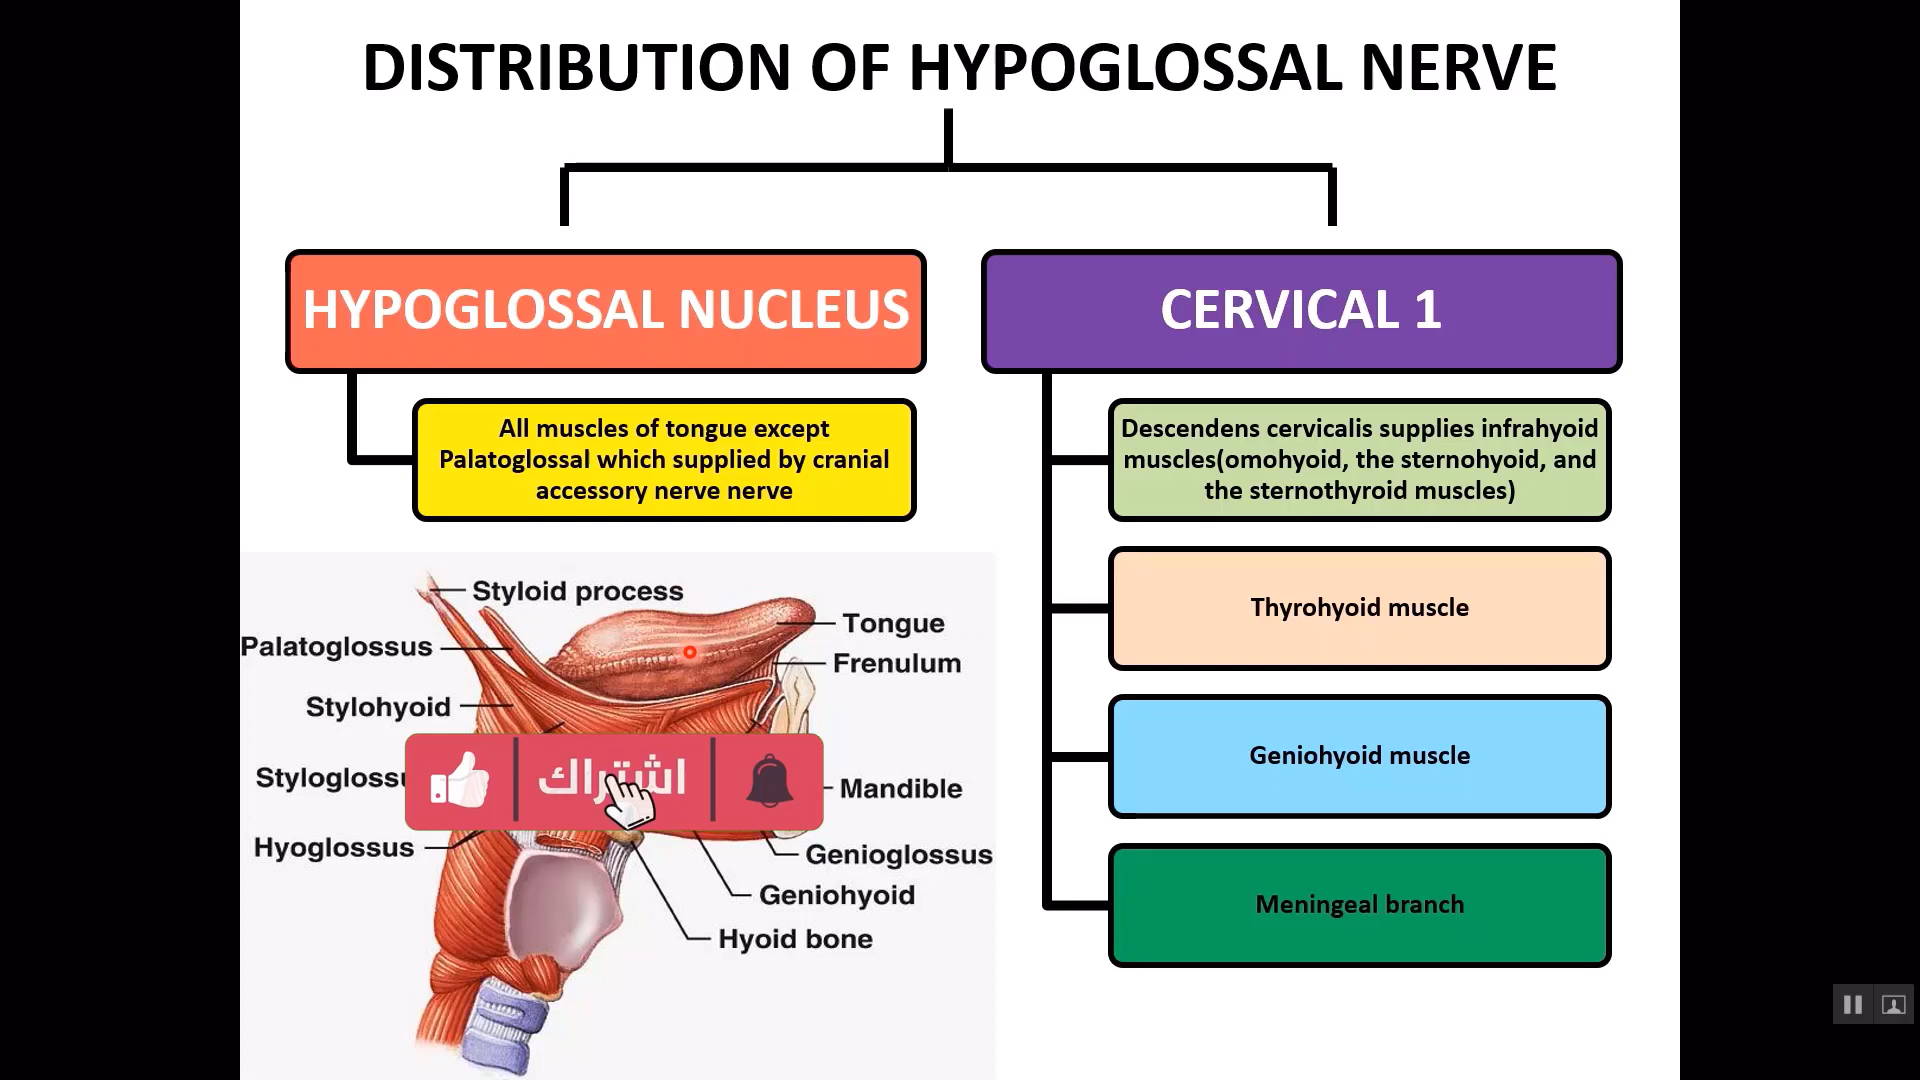 DISTRIBUTION OF HYPOGLOSSAL NERVE
HYPOGLOSSAL NUCLEUS
All muscles of tongue except
Palatoglossal which supplied by cranial
accessory nerve nerve
CERVICAL 1
Descendens cervicalis supplies infrahyoid
muscles(omohyoid, the sternohyoid, and
the sternothyroid muscles)
Thyrohyoid muscle
Geniohyoid muscle
Meningeal branch
Styloid process
Tongue
Palatoglossus
Frenulum
Stylohyoid
اشتراك
Mandible
Hyoglossus
Genioglossus
Geniohyoid
Hyoid bone